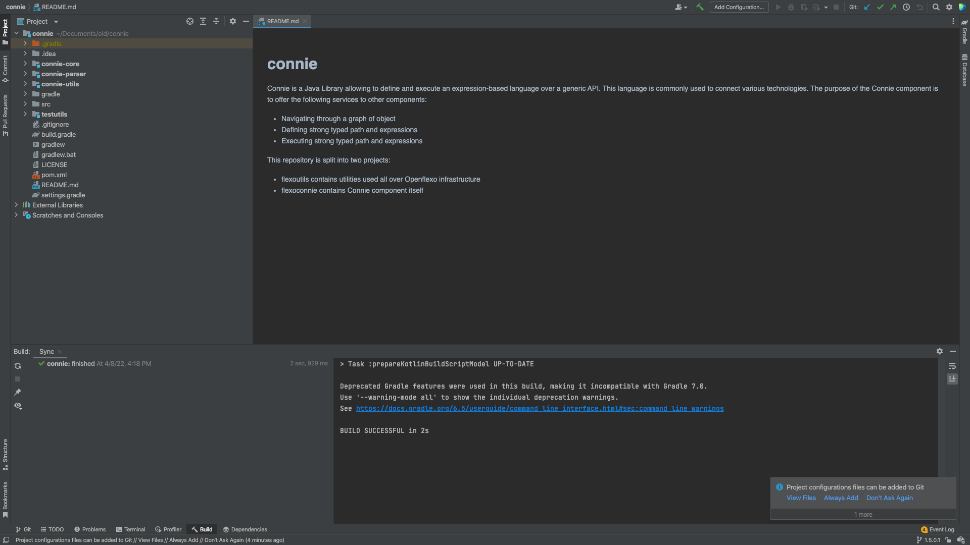 connie
README.md
Add Configuration...
Git:
Project
README.md
Project
Commit
Pull Requests
Structure
Bookmarks
Gradle
Database
connie ~/Documents/old/connie
.gradle
.idea
connie-core
connie-parser
connie-utils
gradle
src
testutils
.gitignore
build.gradle
gradlew
gradlew.bat
LICENSE
pom.xml
README.md
settings.gradle
External Libraries
Scratches and Consoles
connie
Connie is a Java Library allowing to define and execute an expression-based language over a generic API. This language is commonly used to connect various technologies. The purpose of the Connie component is
to offer the following services to other components:
• Navigating through a graph of object
• Defining strong typed path and expressions
• Executing strong typed path and expressions
This repository is split into two projects:
• flexoutils contains utilities used all over Openflexo infrastructure
• flexoconnie contains Connie component itself
Build: Sync
connie: finished At 4/8/22, 4:18 PM
2 sec, 929 ms
> Task :prepareKotlinBuildScriptModel UP-TO-DATE
Deprecated Gradle features were used in this build, making it incompatible with Gradle 7.0.
Use '--warning-mode all' to show the individual deprecation warnings.
See https://docs.gradle.org/6.5/userguide/command_line_interface.html#sec:command_line_warnings
BUILD SUCCESSFUL in 2s
Project configurations files can be added to Git
View Files Always Add Don't Ask Again
1 more
Git TODO Problems Terminal Profiler Build Dependencies
Event Log
Project configurations files can be added to Git // View Files // Always Add // Don't Ask Again (4 minutes ago)
1.5.0.1